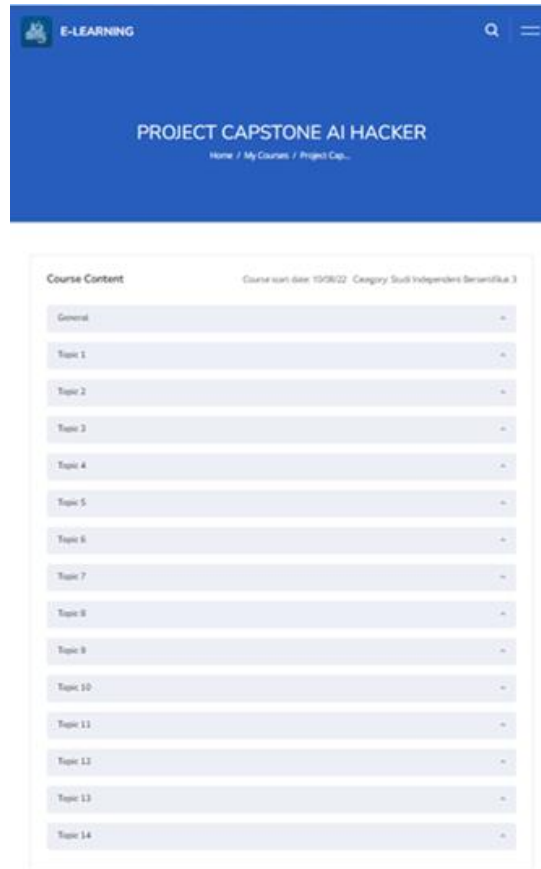 E-LEARNING
PROJECT CAPSTONE AI HACKER
Home / My Courses / Project Cap...
Course Content
Course start date: 10/08/22 Category: Studi Independent Bersertifikat 3
General
Topic 1
Topic 2
Topic 3
Topic 4
Topic 5
Topic 6
Topic 7
Topic 8
Topic 9
Topic 10
Topic 11
Topic 12
Topic 13
Topic 14